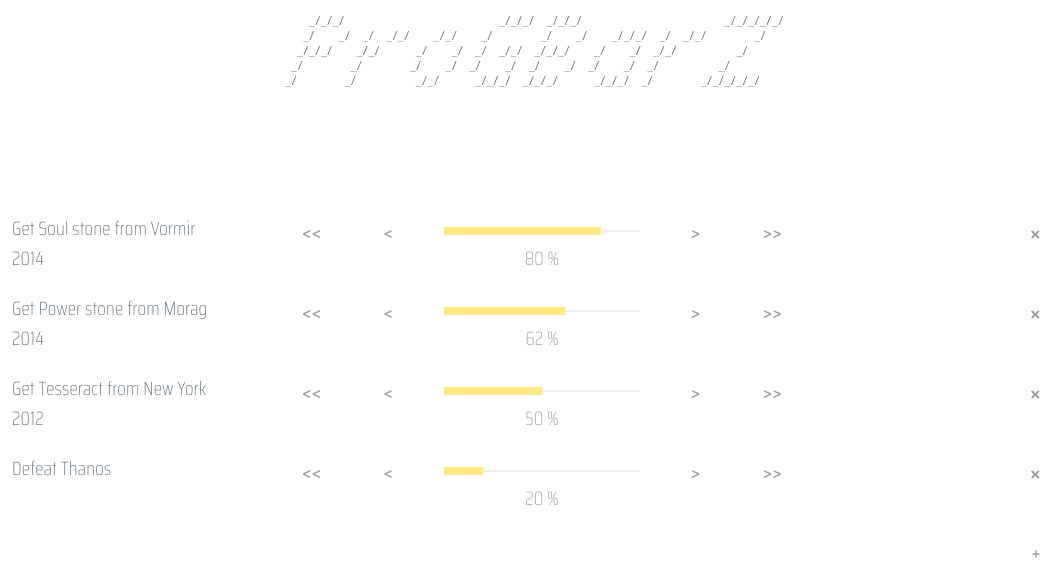 ProGBarZ
Get Soul stone from Vormir
2014
<< < > >> ×
80 %
Get Power stone from Morag
2014
<< < > >> ×
62 %
Get Tesseract from New York
2012
<< < > >> ×
50 %
Defeat Thanos
<< < > >> ×
20 %
+